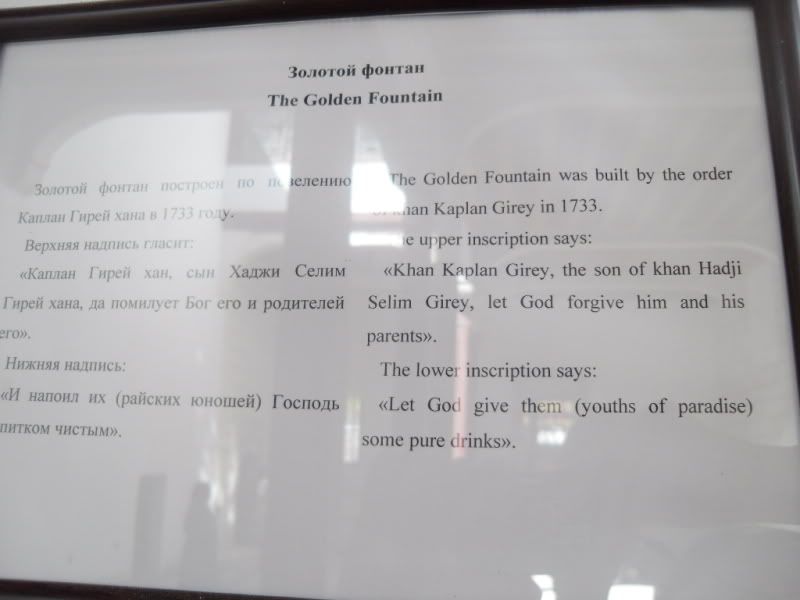 Золотой фонтан
The Golden Fountain
Золотой фонтан построен по повелению
Каплан Гирей хана в 1733 году.
Верхняя надпись гласит:
«Каплан Гирей хан, сын Хаджи Селим
Гирей хана, да помилует Бог его и родителей
его».
Нижняя надпись:
«И напоил их (райских юношей) Господь
питком чистым».
The Golden Fountain was built by the order
of khan Kaplan Girey in 1733.
The upper inscription says:
«Khan Kaplan Girey, the son of khan Hadji
Selim Girey, let God forgive him and his
parents».
The lower inscription says:
«Let God give them (youths of paradise)
some pure drinks».